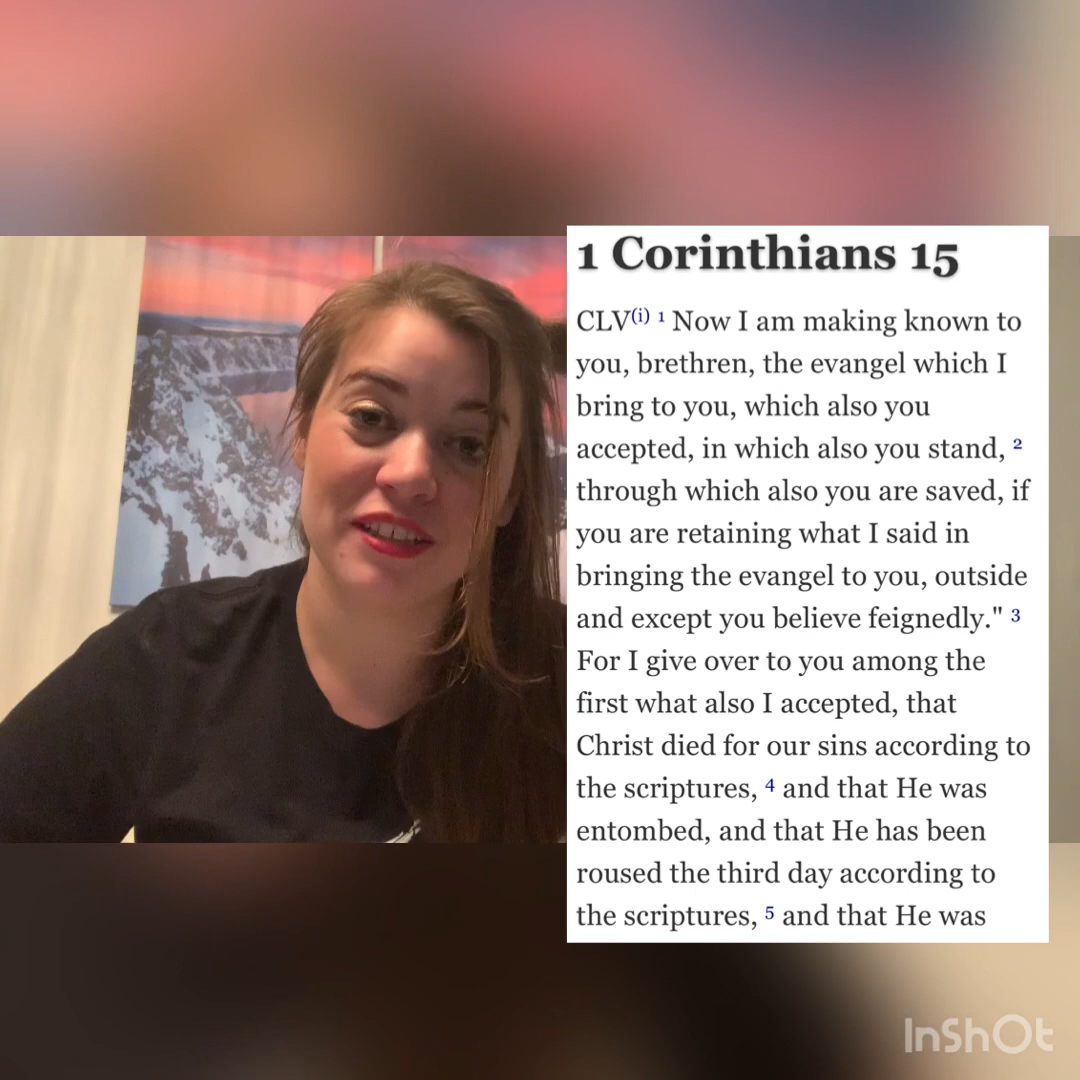 1 Corinthians 15
CLV(i) 1 Now I am making known to
you, brethren, the evangel which I
bring to you, which also you
accepted, in which also you stand, 2
through which also you are saved, if
you are retaining what I said in
bringing the evangel to you, outside
and except you believe feignedly." 3
For I give over to you among the
first what also I accepted, that
Christ died for our sins according to
the scriptures, 4 and that He was
entombed, and that He has been
roused the third day according to
the scriptures, 5 and that He was
InShOt